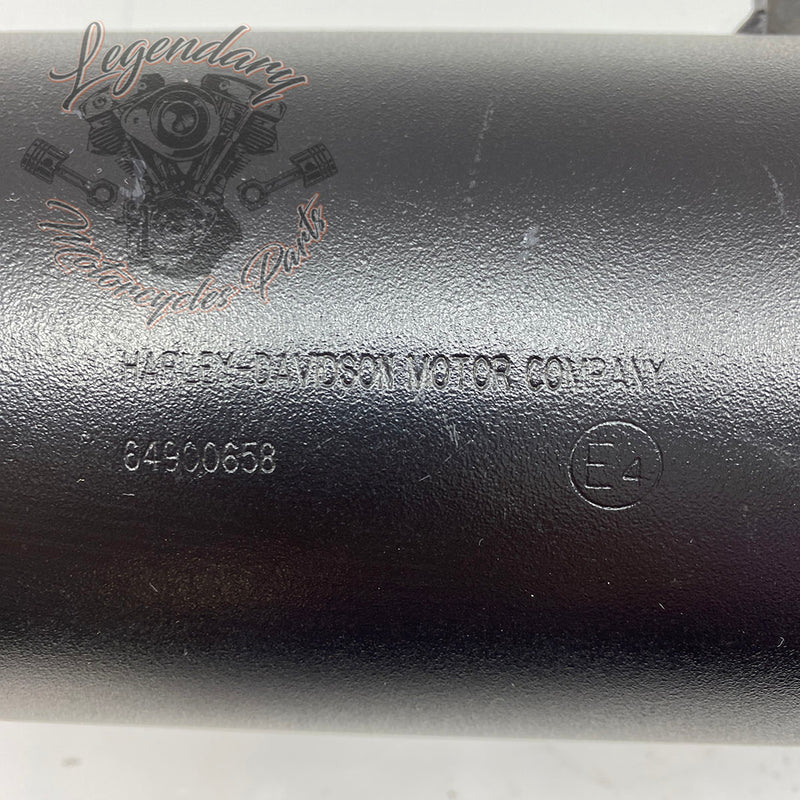 Legendary
Motorcycles Parts
HARLEY-DAVIDSON MOTOR COMPANY
64900658
E4